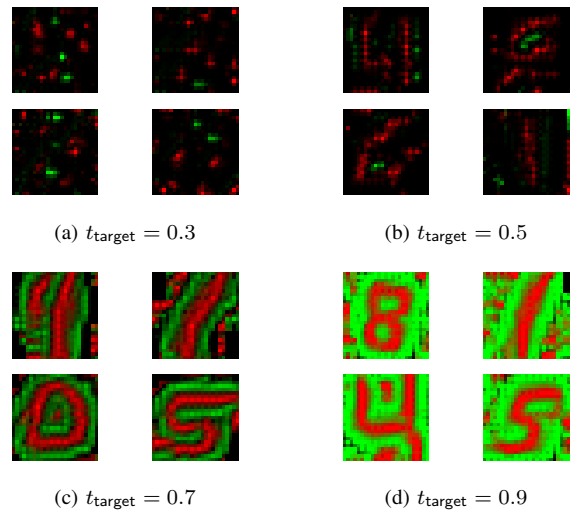 (a) t_target = 0.3
(b) t_target = 0.5
(c) t_target = 0.7
(d) t_target = 0.9